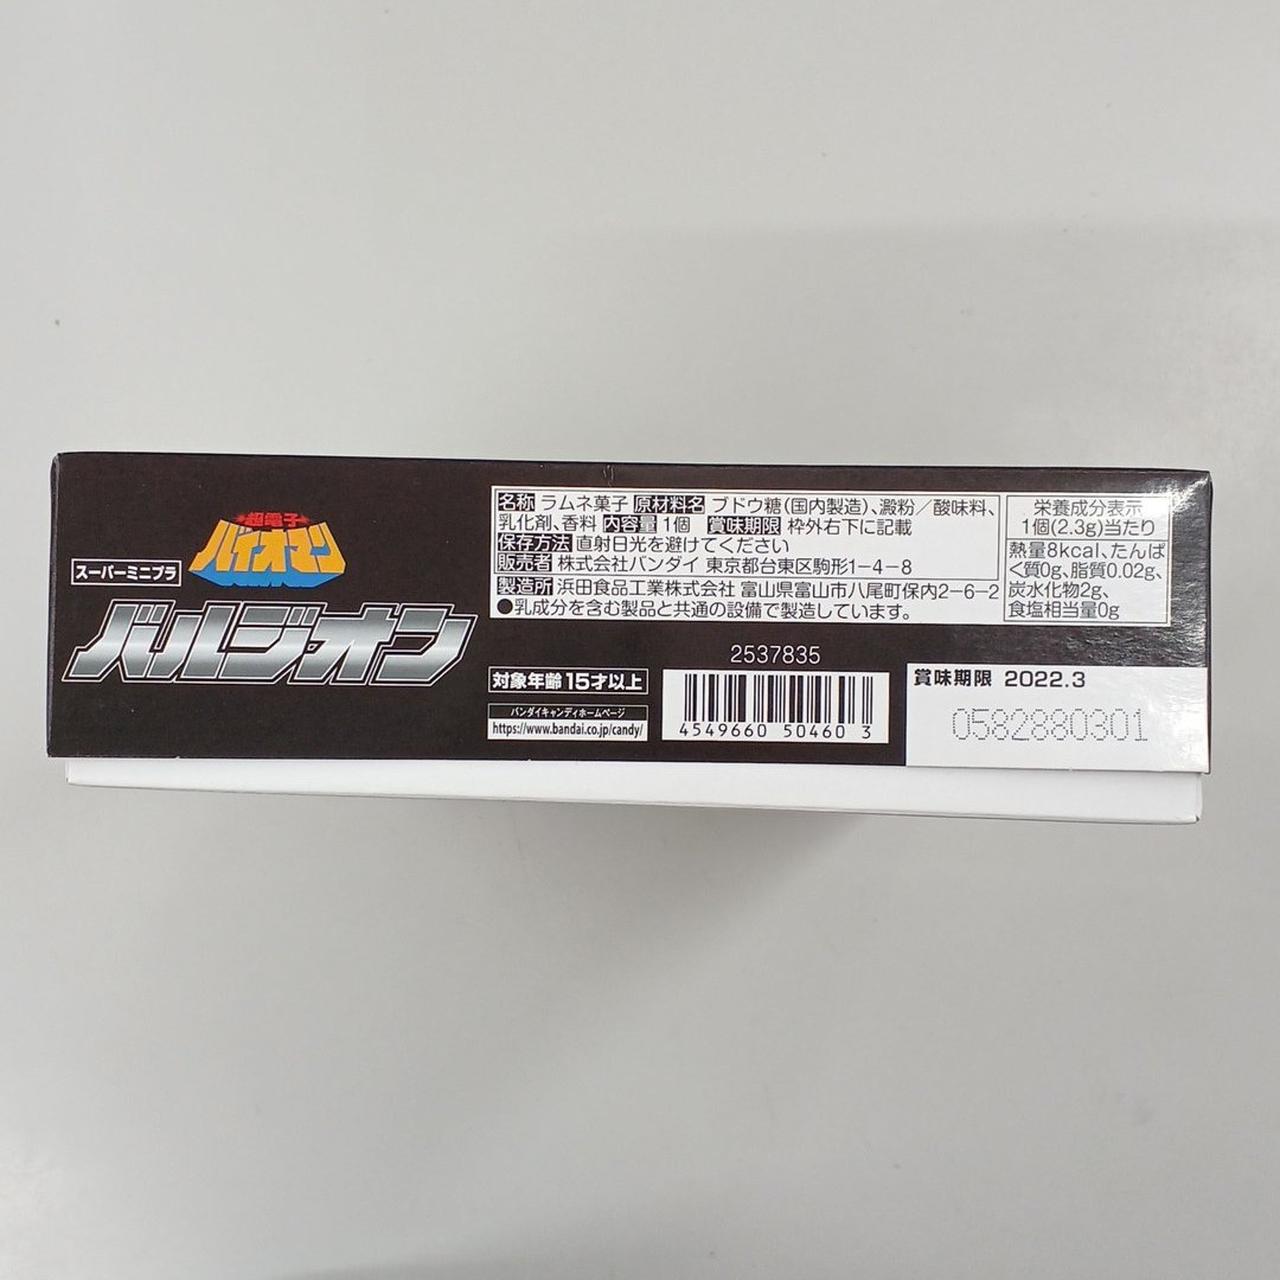 超電子
バイオマン
スーパーミニプラ
バルジオン
名称 ラムネ菓子 原材料名 ブドウ糖(国内製造)、澱粉/酸味料、
乳化剤、香料 内容量 1個 賞味期限 枠外右下に記載
保存方法 直射日光を避けてください
販売者 株式会社バンダイ 東京都台東区駒形1-4-8
製造所 浜田食品工業株式会社 富山県富山市八尾町保内2-6-2
●乳成分を含む製品と共通の設備で製造しています。
栄養成分表示
1個(2.3g)当たり
熱量8kcal、たんぱ
く質0g、脂質0.02g、
炭水化物2g、
食塩相当量0g
対象年齢15才以上
バンダイキャンディホームページ
https://www.bandai.co.jp/candy/
2537835
4549660 50460 3
賞味期限 2022.3
0582880301